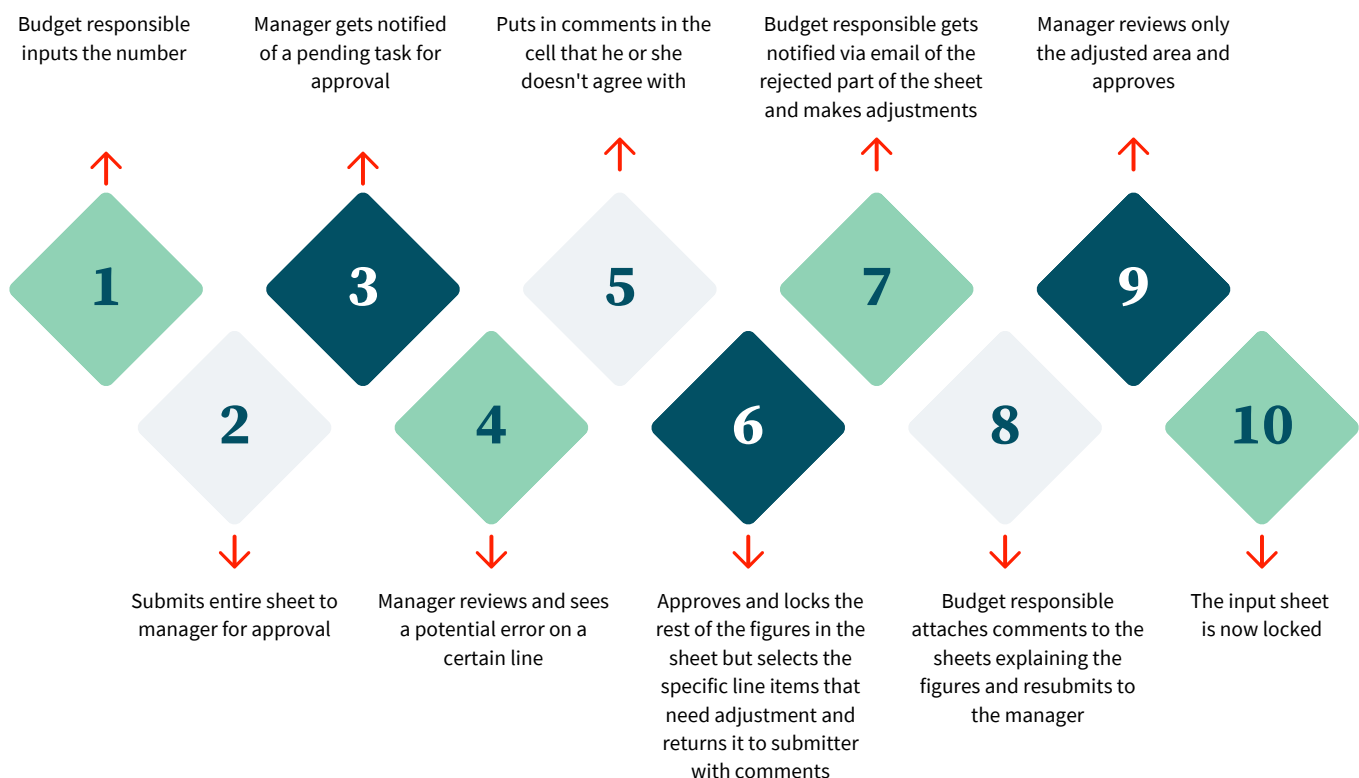 Budget responsible
inputs the number
Manager gets notified
of a pending task for
approval
Puts in comments in the
cell that he or she
doesn't agree with
Budget responsible gets
notified via email of the
rejected part of the sheet
and makes adjustments
Manager reviews only
the adjusted area and
approves
1
3
5
7
9
2
4
6
8
10
Submits entire sheet to
manager for approval
Manager reviews and sees
a potential error on a
certain line
Approves and locks the
rest of the figures in the
sheet but selects the
specific line items that
need adjustment and
returns it to submitter
with comments
Budget responsible
attaches comments to the
sheets explaining the
figures and resubmits to
the manager
The input sheet
is now locked